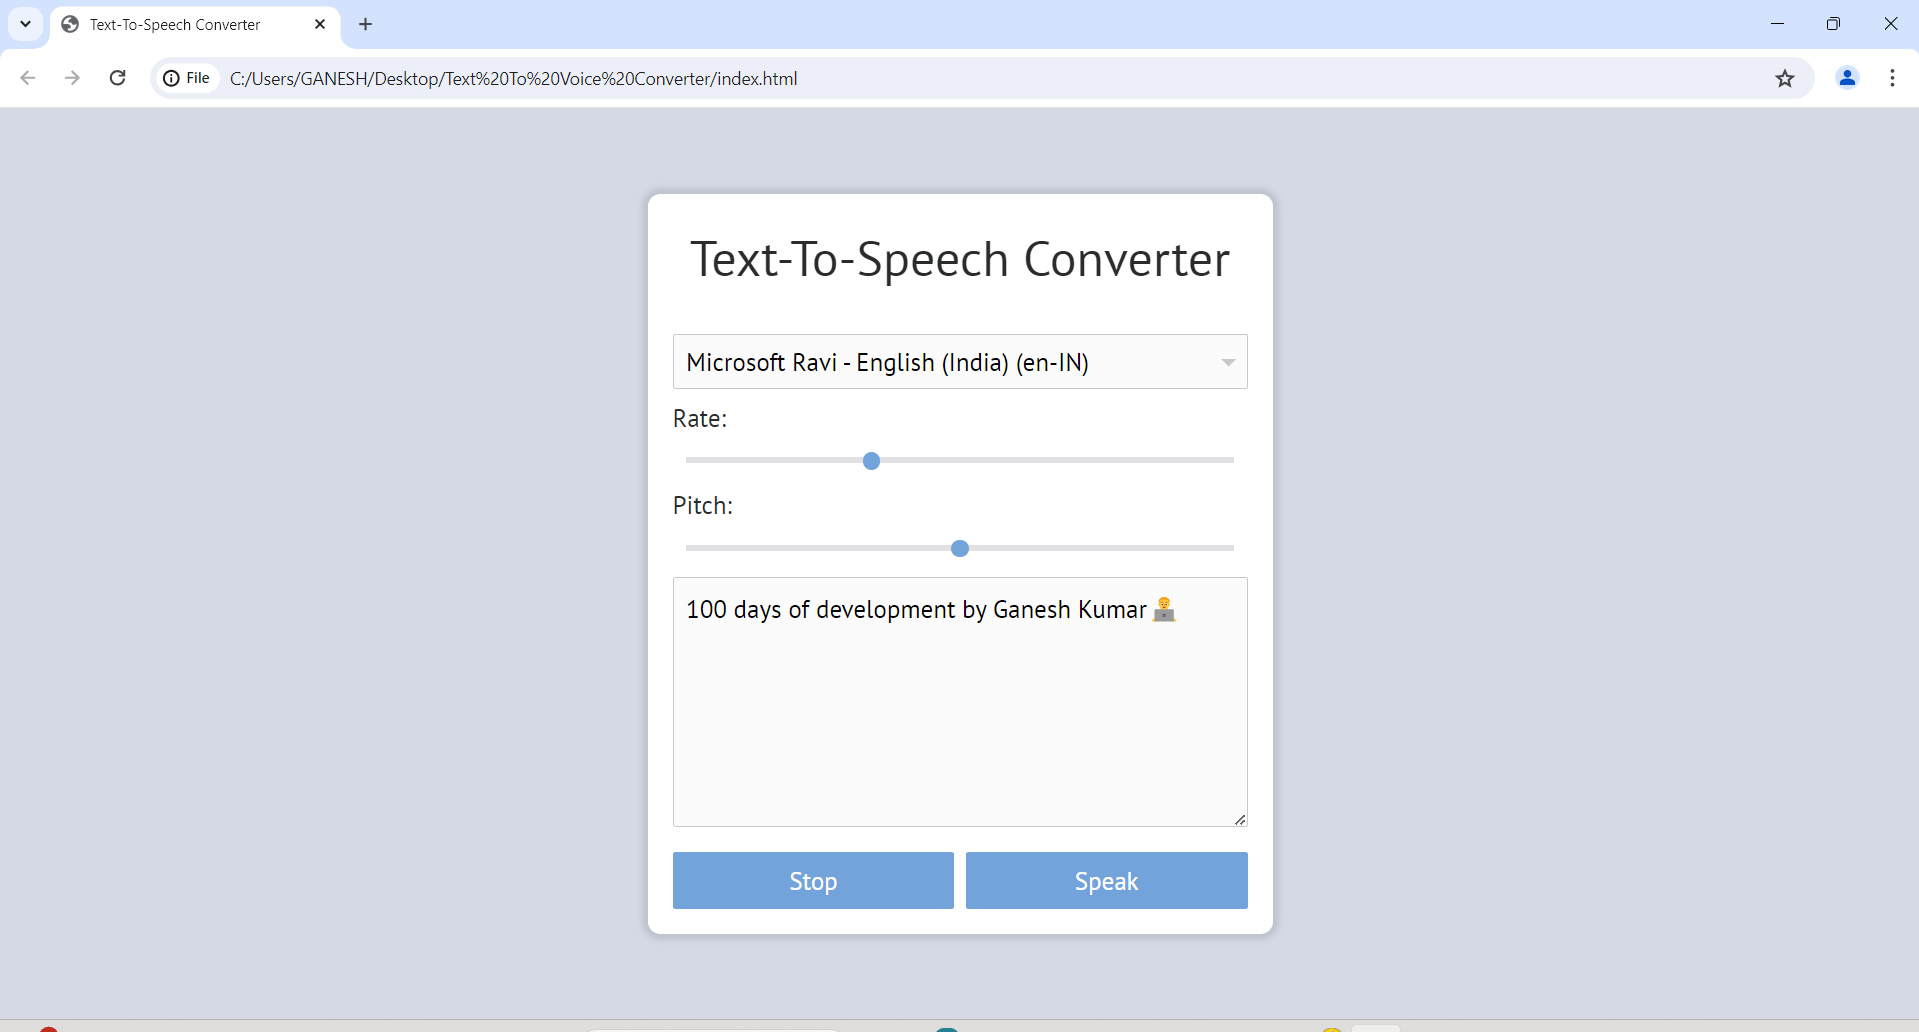 Text-To-Speech Converter
File C:/Users/GANESH/Desktop/Text%20To%20Voice%20Converter/index.html
Text-To-Speech Converter
Microsoft Ravi - English (India) (en-IN)
Rate:
Pitch:
100 days of development by Ganesh Kumar 🧑‍💻
Stop Speak